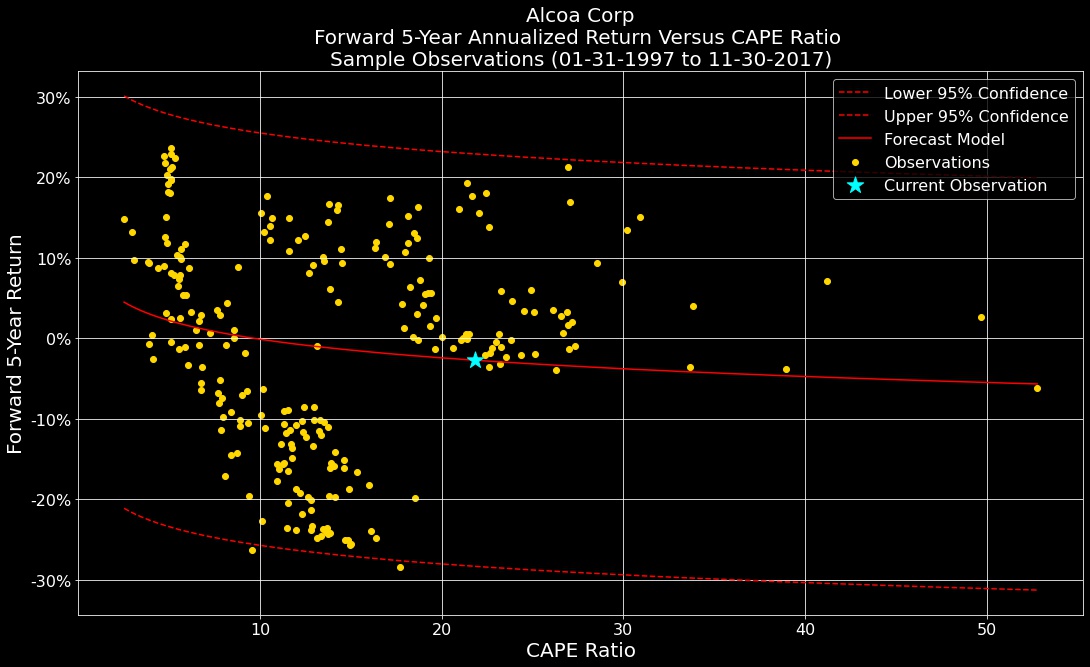 Alcoa Corp
Forward 5-Year Annualized Return Versus CAPE Ratio
Sample Observations (01-31-1997 to 11-30-2017)
Lower 95% Confidence
Upper 95% Confidence
Forecast Model
Observations
Current Observation
Forward 5-Year Return
30%
20%
10%
0%
-10%
-20%
-30%
10
20
30
40
50
CAPE Ratio